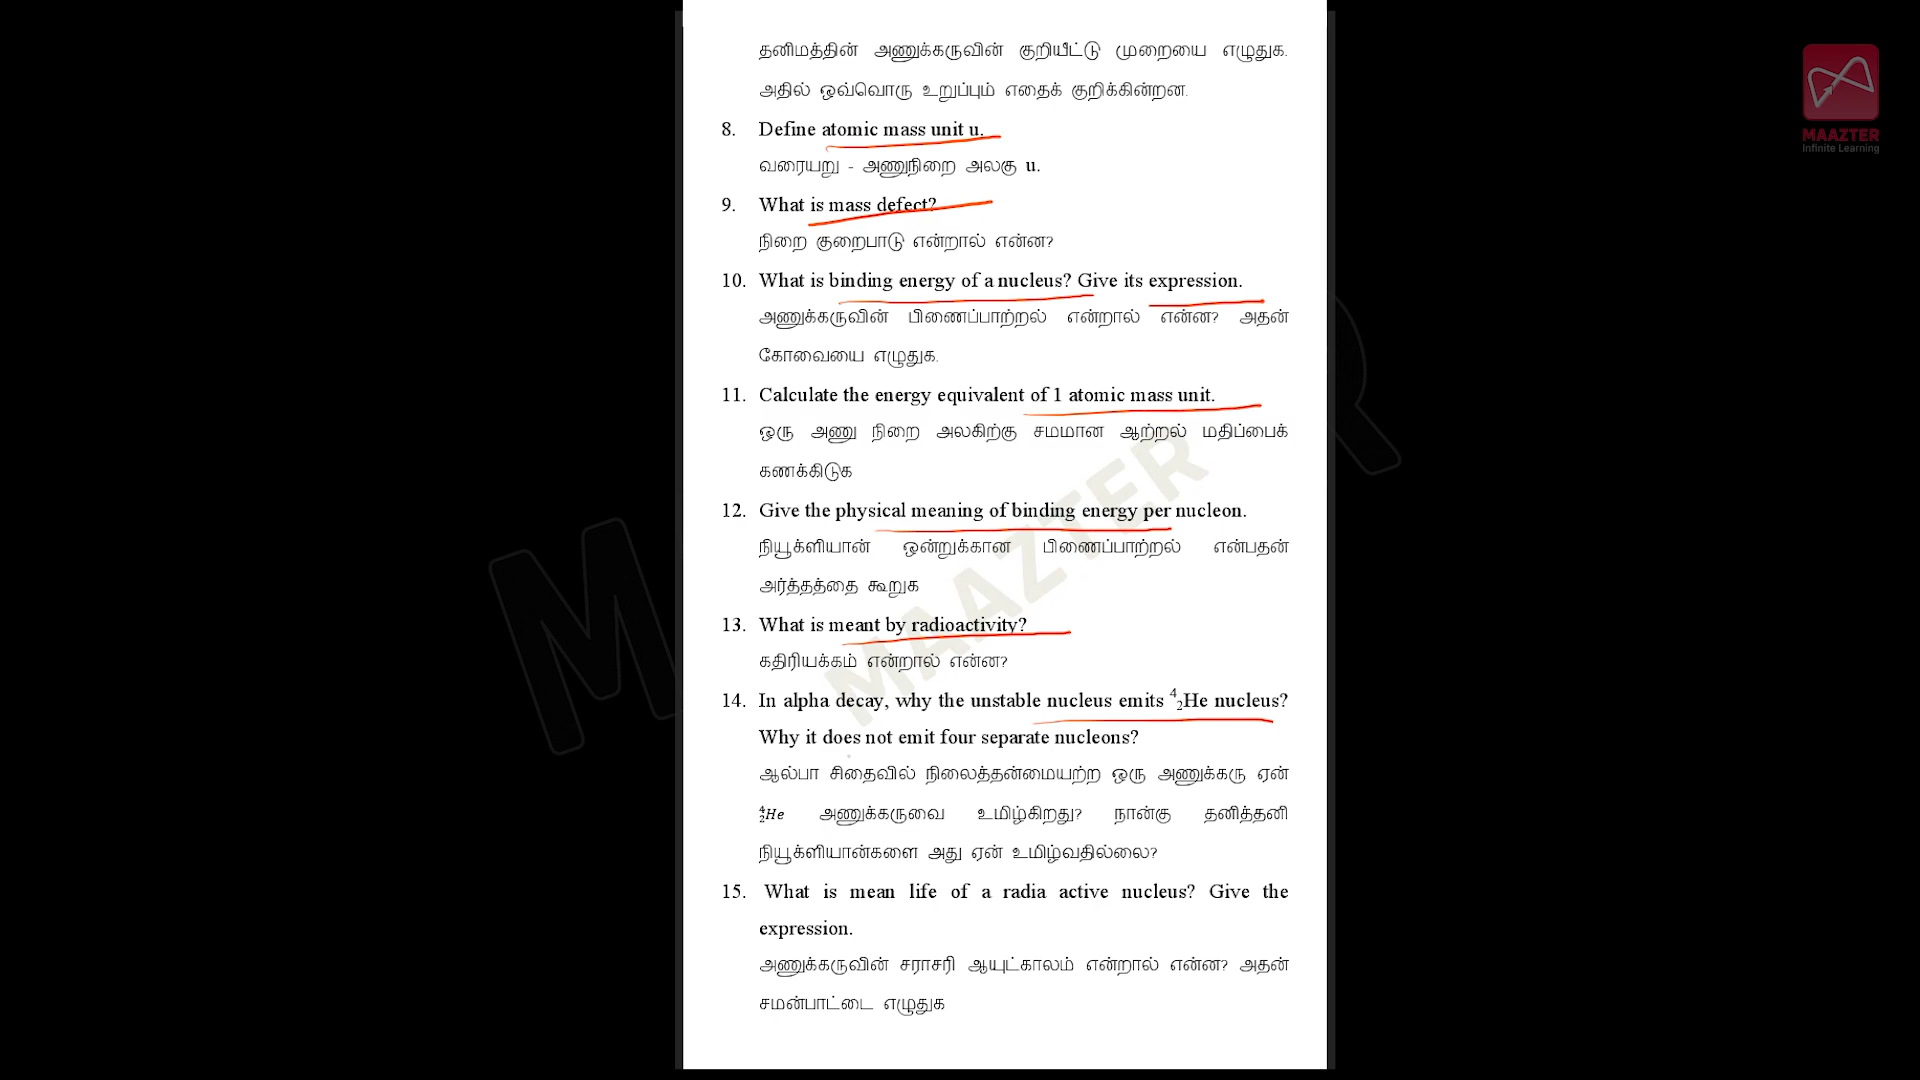 தனிமத்தின் அணுக்கருவின் குறியீட்டு முறையை எழுதுக.
அதில் ஒவ்வொரு உறுப்பும் எதைக் குறிக்கின்றன.
8. Define atomic mass unit u.
வரையறு - அணுநிறை அலகு u.
9. What is mass defect?
நிறை குறைபாடு என்றால் என்ன?
10. What is binding energy of a nucleus? Give its expression.
அணுக்கருவின் பிணைப்பாற்றல் என்றால் என்ன? அதன்
கோவையை எழுதுக.
11. Calculate the energy equivalent of 1 atomic mass unit.
ஒரு அணு நிறை அலகிற்கு சமமான ஆற்றல் மதிப்பைக்
கணக்கிடுக
12. Give the physical meaning of binding energy per nucleon.
நியூக்ளியான் ஒன்றுக்கான பிணைப்பாற்றல் என்பதன்
அர்த்தத்தை கூறுக
13. What is meant by radioactivity?
கதிரியக்கம் என்றால் என்ன?
14. In alpha decay, why the unstable nucleus emits ⁴₂He nucleus?
Why it does not emit four separate nucleons?
ஆல்பா சிதைவில் நிலைத்தன்மையற்ற ஒரு அணுக்கரு ஏன்
⁴₂He அணுக்கருவை உமிழ்கிறது? நான்கு தனித்தனி
நியூக்ளியான்களை அது ஏன் உமிழ்வதில்லை?
15. What is mean life of a radia active nucleus? Give the
expression.
அணுக்கருவின் சராசரி ஆயுட்காலம் என்றால் என்ன? அதன்
சமன்பாட்டை எழுதுக
MAAZTER
MAAZTER
Infinite Learning